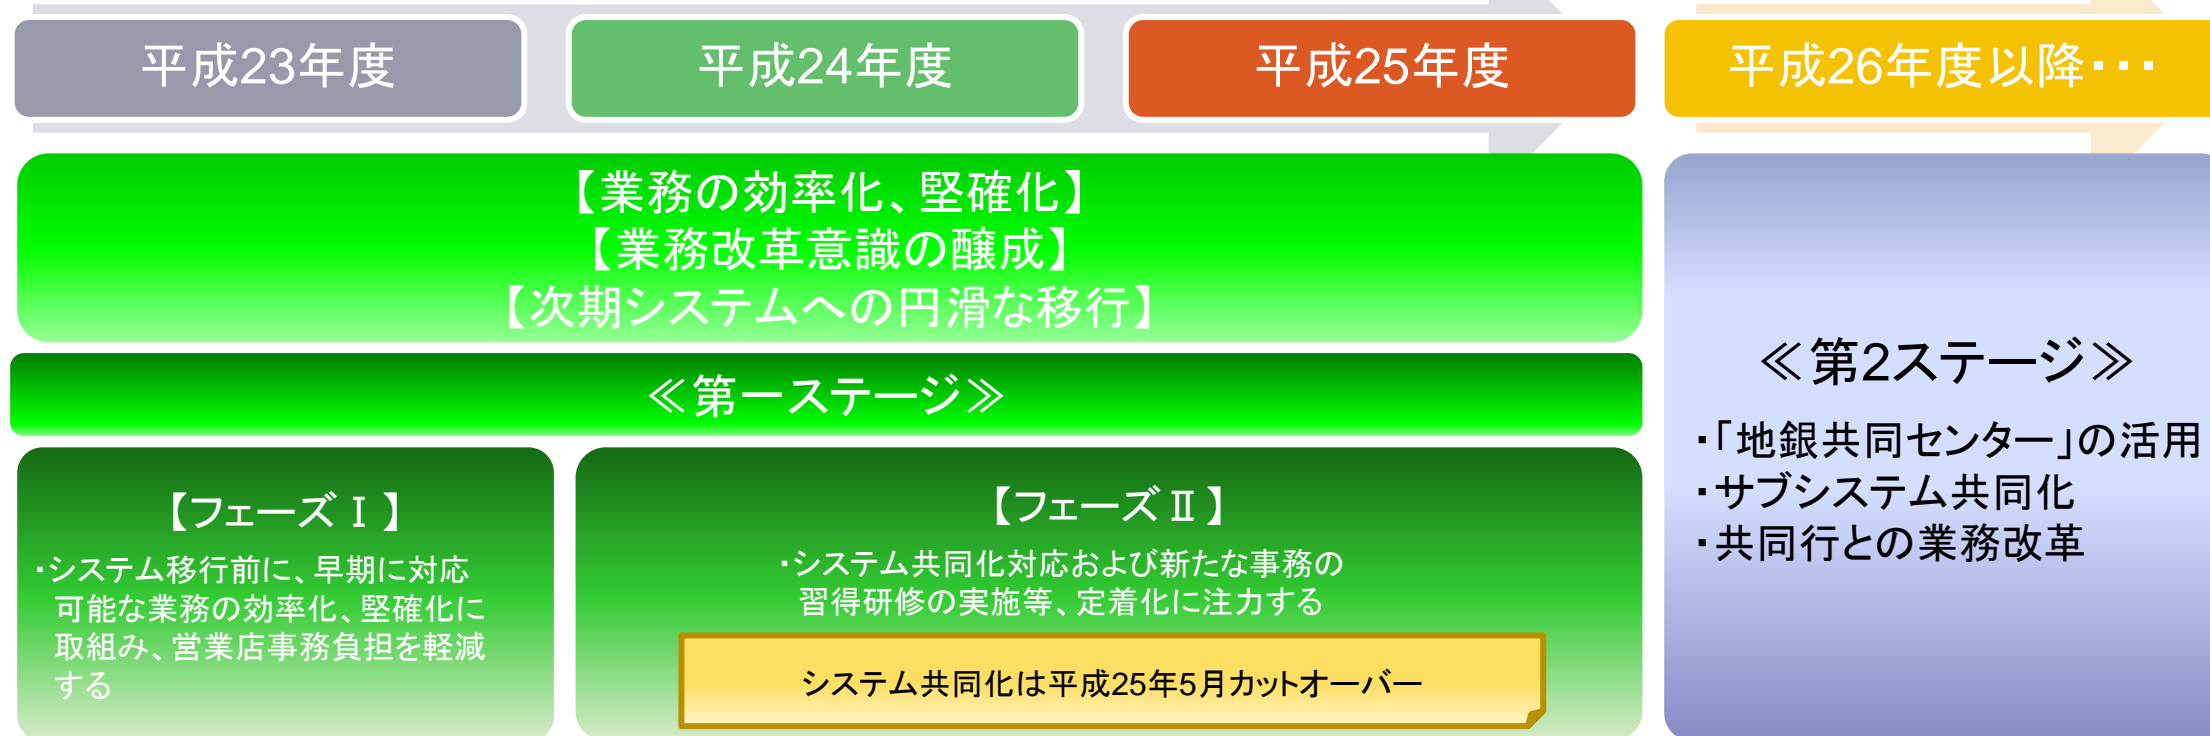 平成23年度
平成24年度
平成25年度
平成26年度以降・・・
【業務の効率化、堅確化】
【業務改革意識の醸成】
【次期システムへの円滑な移行】
≪第一ステージ≫
【フェーズⅠ】
・システム移行前に、早期に対応
可能な業務の効率化、堅確化に
取組み、営業店事務負担を軽減
する
【フェーズⅡ】
・システム共同化対応および新たな事務の
習得研修の実施等、定着化に注力する
システム共同化は平成25年5月カットオーバー
≪第2ステージ≫
・「地銀共同センター」の活用
・サブシステム共同化
・共同行との業務改革